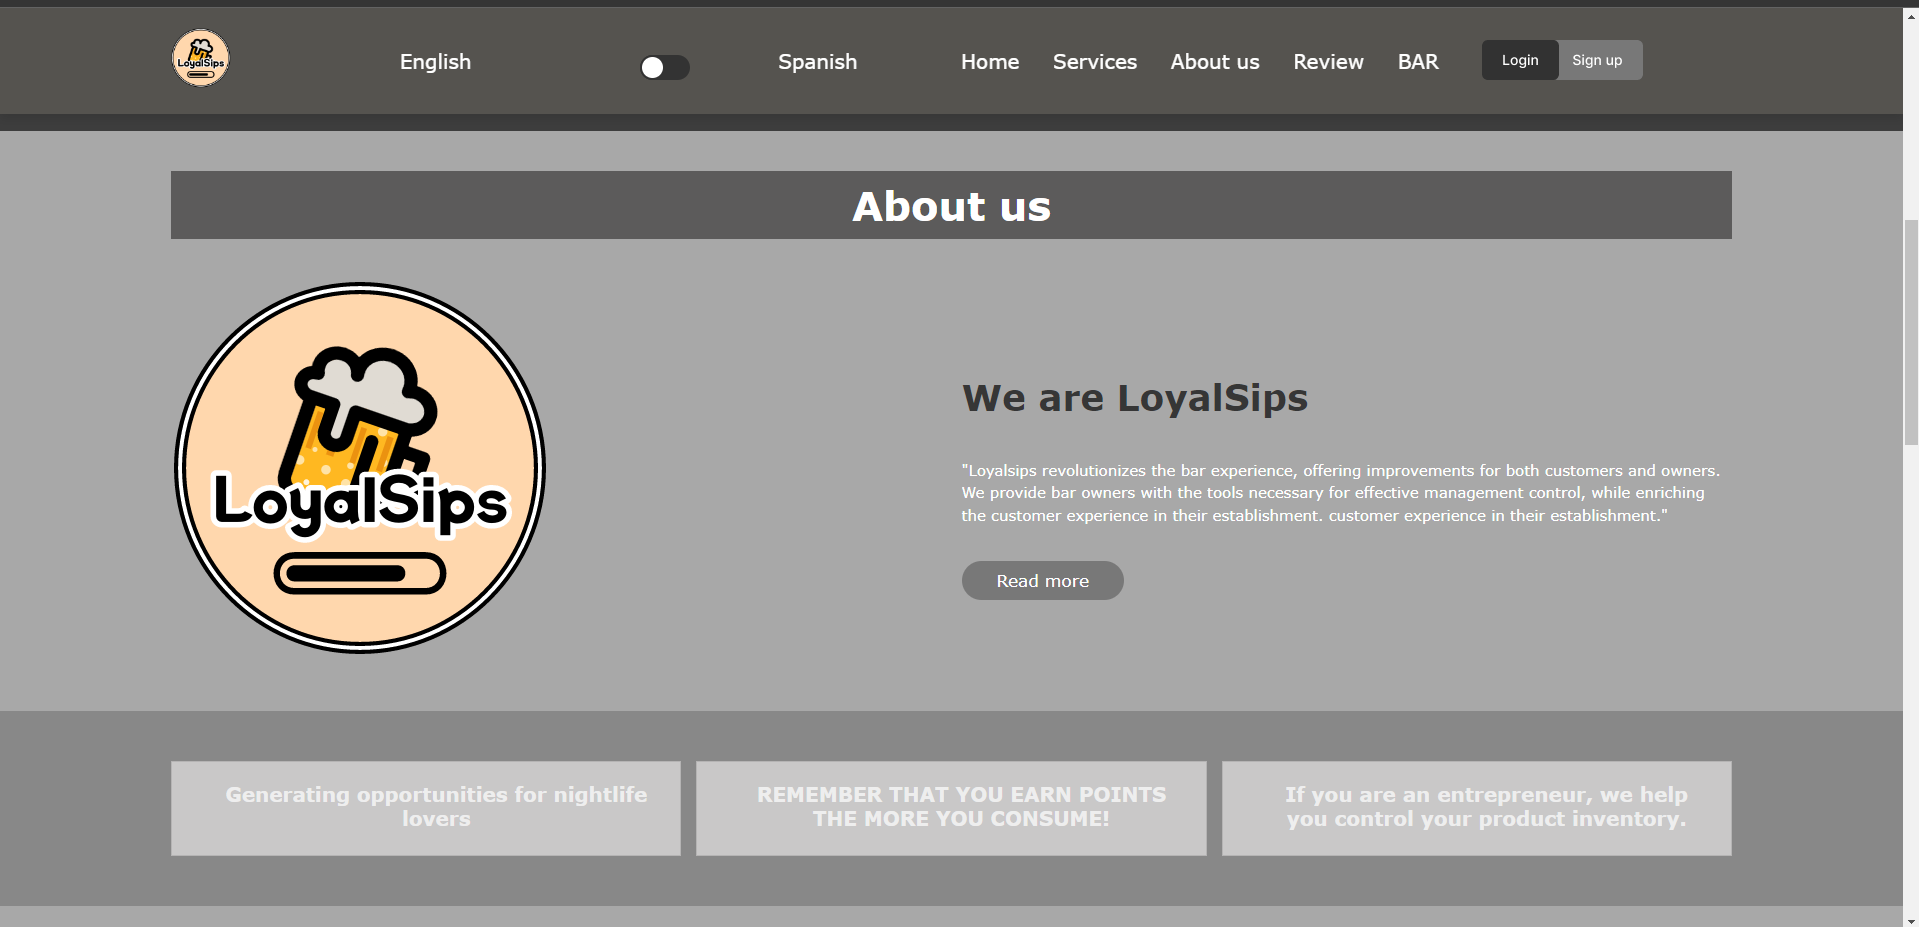 LoyalSips
English
Spanish
Home
Services
About us
Review
BAR
Login
Sign up
About us
LoyalSips
We are LoyalSips
"Loyalsips revolutionizes the bar experience, offering improvements for both customers and owners.
We provide bar owners with the tools necessary for effective management control, while enriching
the customer experience in their establishment. customer experience in their establishment."
Read more
Generating opportunities for nightlife
lovers
REMEMBER THAT YOU EARN POINTS
THE MORE YOU CONSUME!
If you are an entrepreneur, we help
you control your product inventory.